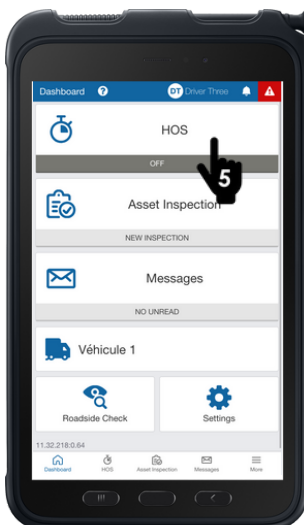 Dashboard ? DT Driver Three
HOS
OFF
5
Asset Inspection
NEW INSPECTION
Messages
NO UNREAD
Véhicule 1
Roadside Check Settings
11.32.218:0.64
Dashboard HOS Asset Inspection Messages More